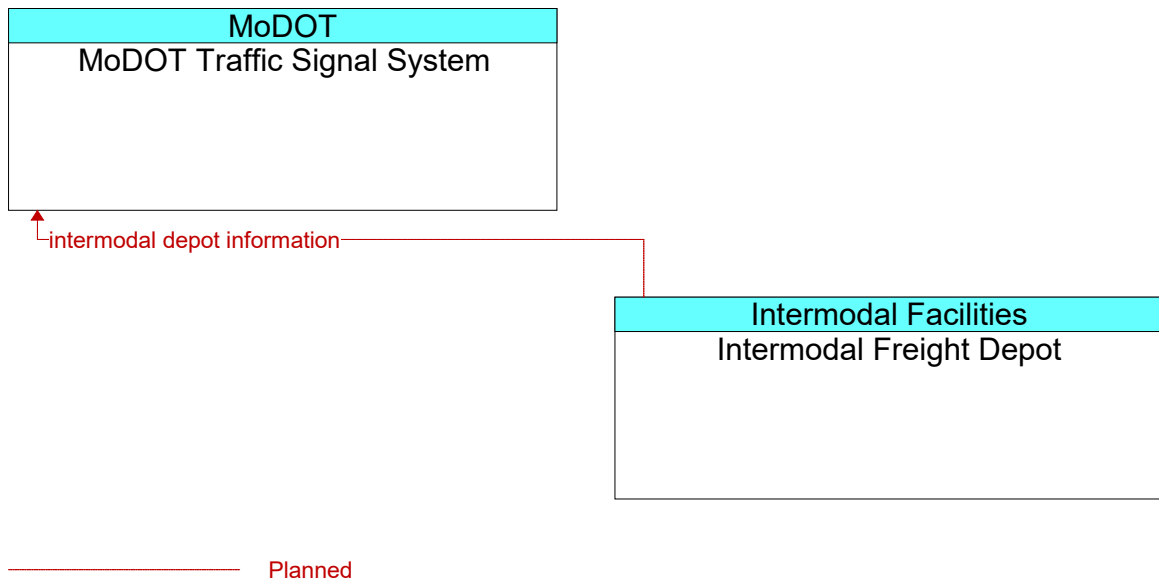 MoDOT
MoDOT Traffic Signal System
intermodal depot information
Intermodal Facilities
Intermodal Freight Depot
Planned